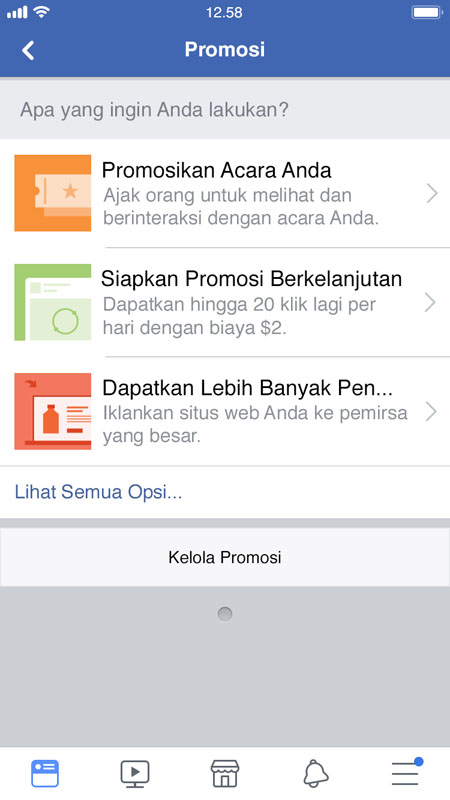 12.58
Promosi
Apa yang ingin Anda lakukan?
Promosikan Acara Anda
Ajak orang untuk melihat dan
berinteraksi dengan acara Anda.
Siapkan Promosi Berkelanjutan
Dapatkan hingga 20 klik lagi per
hari dengan biaya $2.
Dapatkan Lebih Banyak Pen...
Iklankan situs web Anda ke pemirsa
yang besar.
Lihat Semua Opsi...
Kelola Promosi